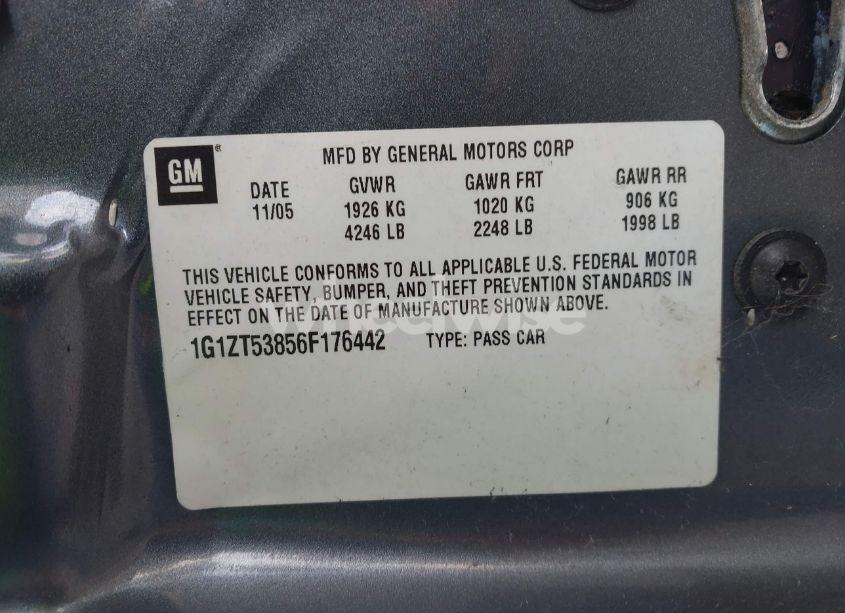 GM ®
MFD BY GENERAL MOTORS CORP
DATE GVWR GAWR FRT GAWR RR
11/05 1926 KG 1020 KG 906 KG
4246 LB 2248 LB 1998 LB
THIS VEHICLE CONFORMS TO ALL APPLICABLE U.S. FEDERAL MOTOR
VEHICLE SAFETY, BUMPER, AND THEFT PREVENTION STANDARDS IN
EFFECT ON THE DATE OF MANUFACTURE SHOWN ABOVE.
wheelwise
1G1ZT53856F176442 TYPE: PASS CAR